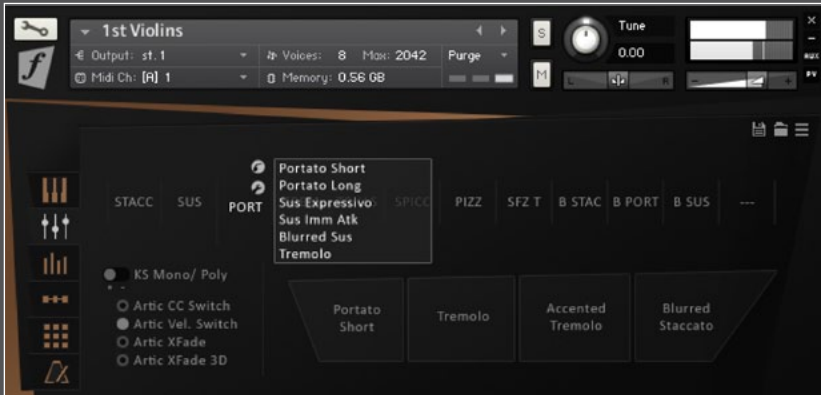 1st Violins
Output: st.1
Voices: 8 Max: 2042
Purge
Midi Ch: [A] 1
Memory: 0.56 GB
S
M
Tune
0.00
L
R
AUX
PV
STACC
SUS
PORT
Portato Short
Portato Long
Sus Expressivo
Sus Imm Atk
Blurred Sus
Tremolo
SPICC
PIZZ
SFZ T
B STAC
B PORT
B SUS
---
KS Mono/ Poly
Artic CC Switch
Artic Vel. Switch
Artic XFade
Artic XFade 3D
Portato
Short
Tremolo
Accented
Tremolo
Blurred
Staccato